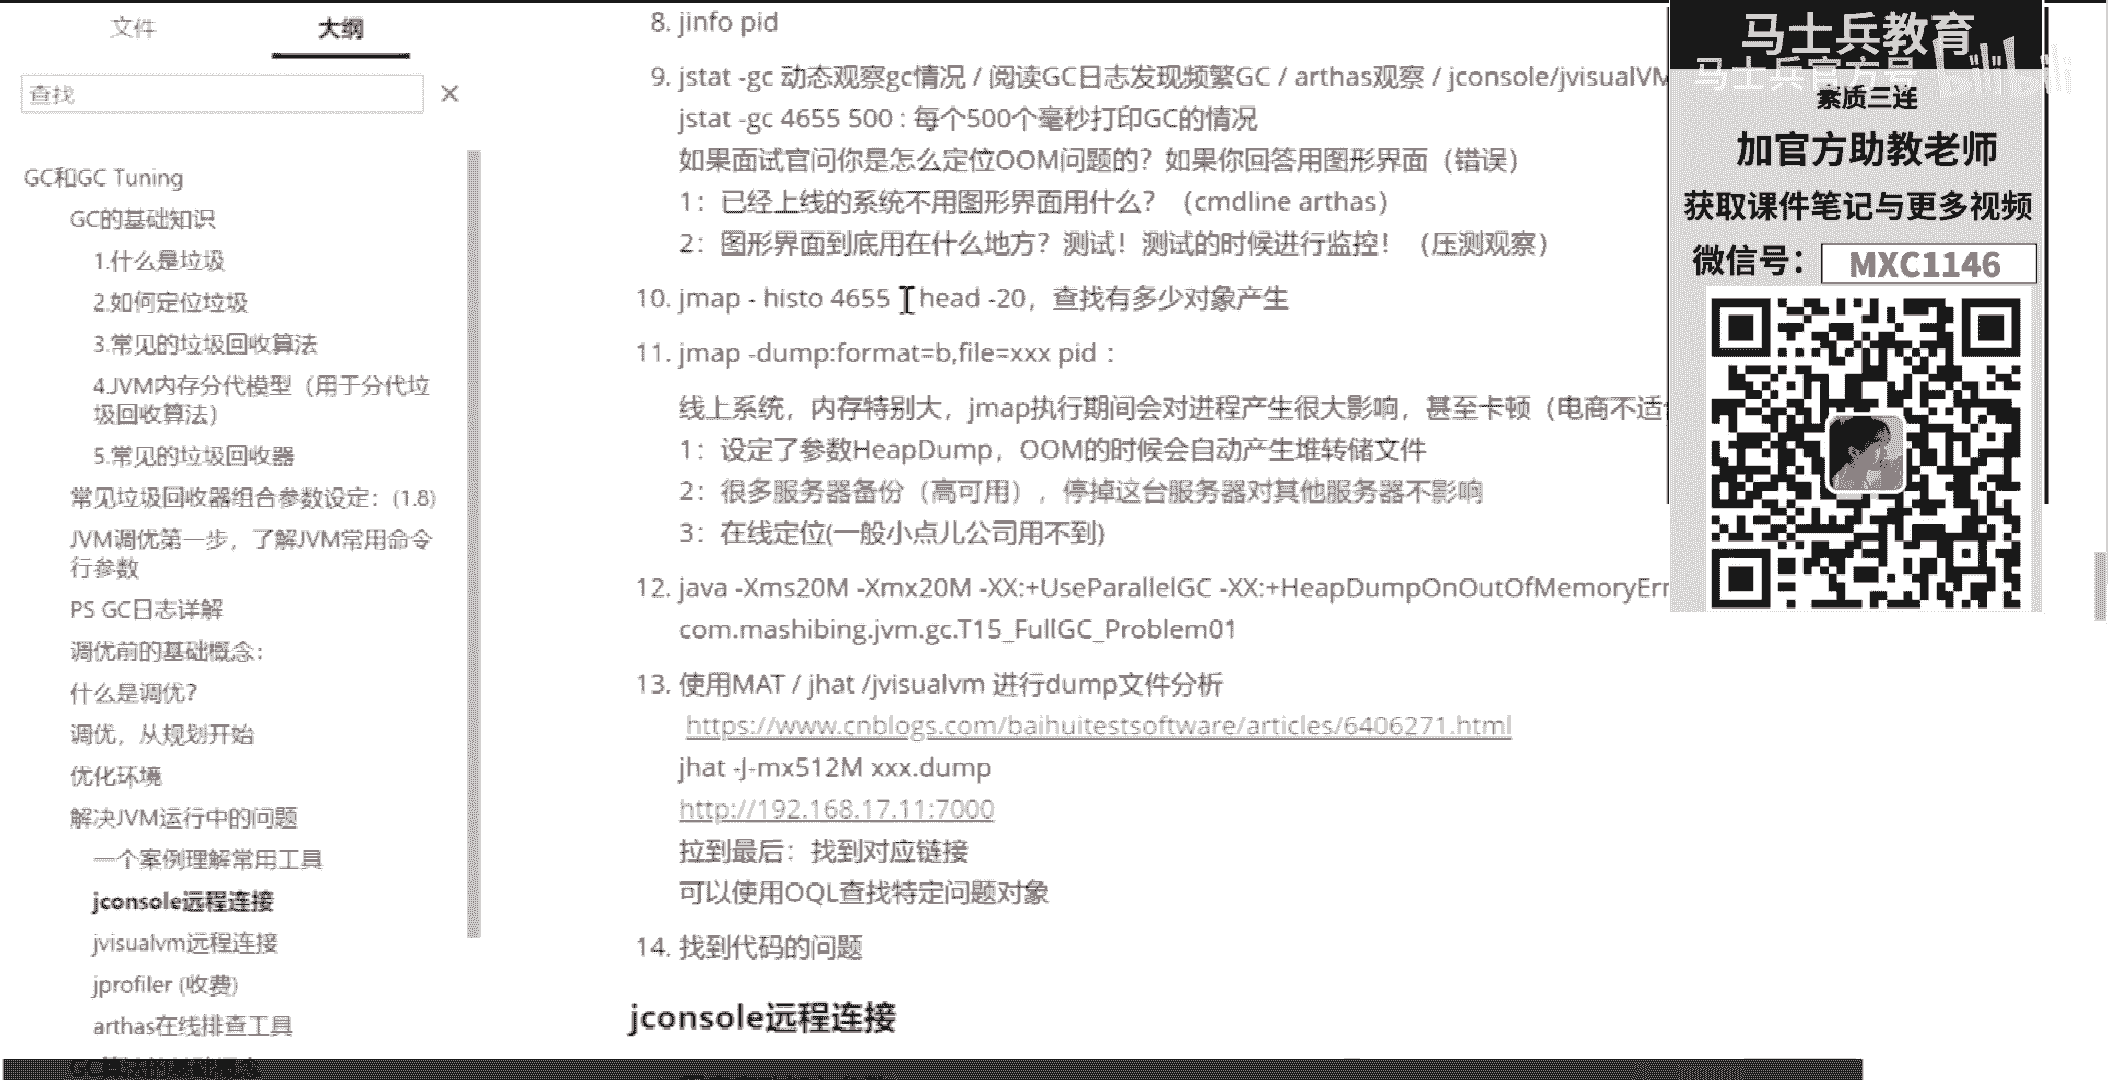 文件
大纲
查找
GC和GC Tuning
GC的基础知识
1.什么是垃圾
2.如何定位垃圾
3.常见的垃圾回收算法
4.JVM内存分代模型（用于分代垃
圾回收算法）
5.常见的垃圾回收器
常见垃圾回收器组合参数设定：(1.8)
JVM调优第一步，了解JVM常用命令
行参数
PS GC日志详解
调优前的基础概念：
什么是调优？
调优，从规划开始
优化环境
解决JVM运行中的问题
一个案例理解常用工具
jconsole远程连接
jvisualvm远程连接
jprofiler (收费)
arthas在线排查工具
8. jinfo pid
9. jstat -gc 动态观察gc情况 / 阅读GC日志发现频繁GC / arthas观察 / jconsole/jvisualVM
jstat -gc 4655 500 : 每个500个毫秒打印GC的情况
如果面试官问你是怎么定位OOM问题的？如果你回答用图形界面（错误）
1：已经上线的系统不用图形界面用什么？（cmdline arthas）
2：图形界面到底用在什么地方？测试！测试的时候进行监控！（压测观察）
10. jmap - histo 4655 head -20，查找有多少对象产生
11. jmap -dump:format=b,file=xxx pid：
线上系统，内存特别大，jmap执行期间会对进程产生很大影响，甚至卡顿（电商不适
1：设定了参数HeapDump，OOM的时候会自动产生堆转储文件
2：很多服务器备份（高可用），停掉这台服务器对其他服务器不影响
3：在线定位(一般小点儿公司用不到)
12. java -Xms20M -Xmx20M -XX:+UseParallelGC -XX:+HeapDumpOnOutOfMemoryErr
com.mashibing.jvm.gc.T15_FullGC_Problem01
13. 使用MAT / jhat /jvisualvm 进行dump文件分析
https://www.cnblogs.com/baihuitestsoftware/articles/6406271.html
jhat -J-mx512M xxx.dump
http://192.168.17.11:7000
拉到最后：找到对应链接
可以使用OQL查找特定问题对象
14. 找到代码的问题
jconsole远程连接
马士兵教育
马士兵官方号 bilibili
素质三连
加官方助教老师
获取课件笔记与更多视频
微信号： MXC1146